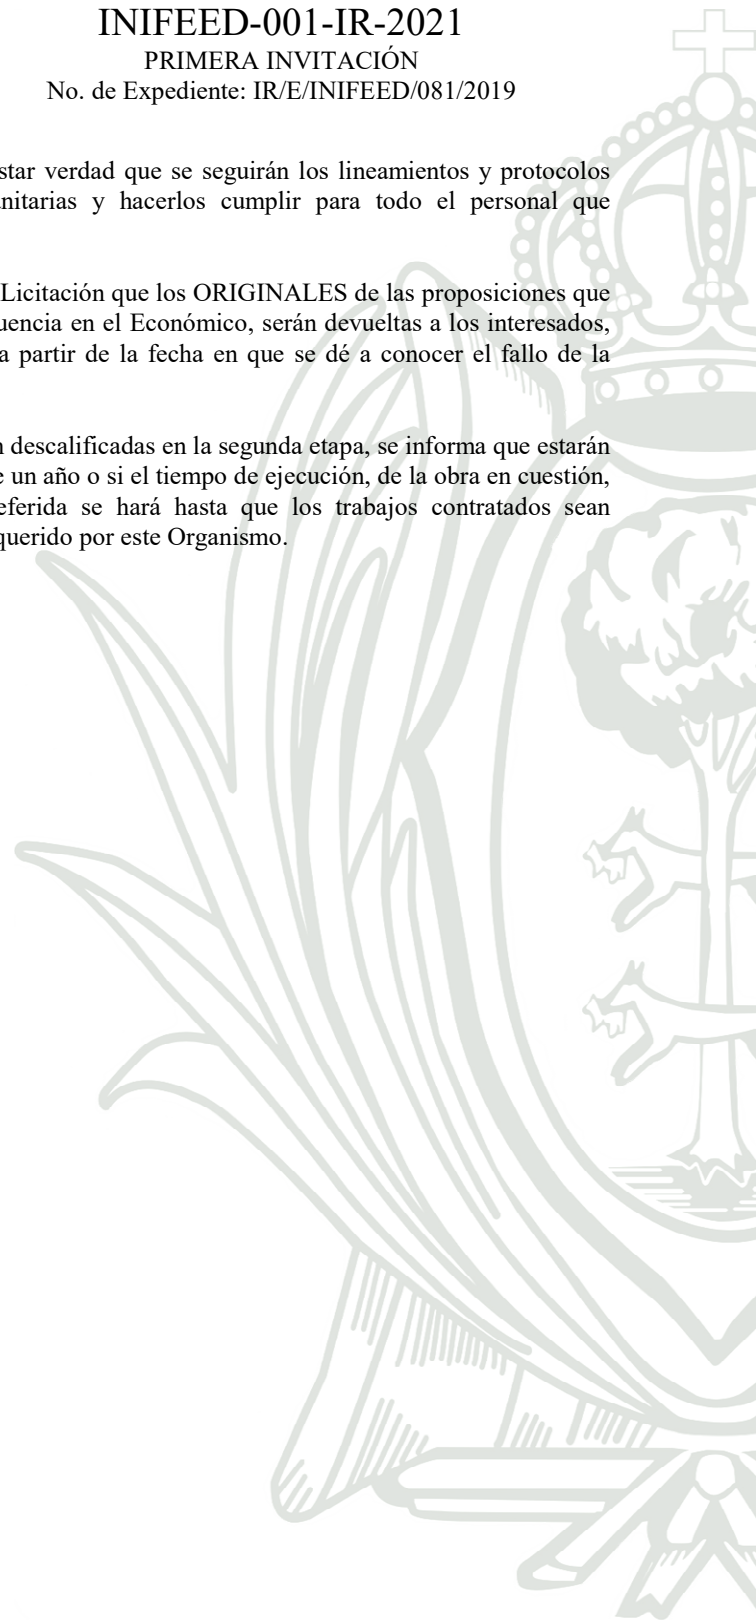 INIFEED-001-IR-2021
PRIMERA INVITACIÓN
No. de Expediente: IR/E/INIFEED/081/2019
star verdad que se seguirán los lineamientos y protocolos
nitarias y hacerlos cumplir para todo el personal que
Licitación que los ORIGINALES de las proposiciones que
uencia en el Económico, serán devueltas a los interesados,
a partir de la fecha en que se dé a conocer el fallo de la
n descalificadas en la segunda etapa, se informa que estarán
e un año o si el tiempo de ejecución, de la obra en cuestión,
eferida se hará hasta que los trabajos contratados sean
querido por este Organismo.